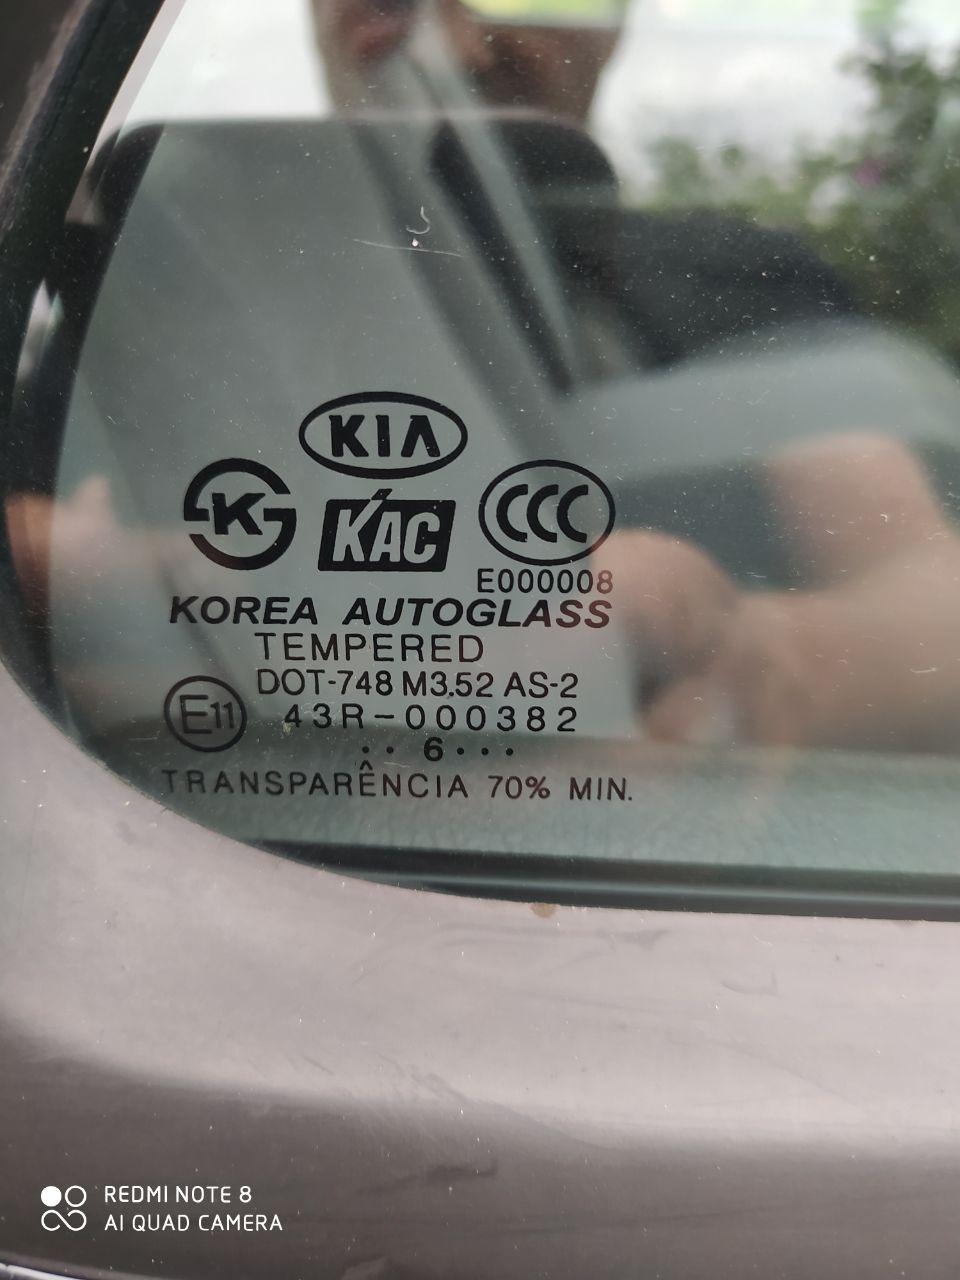 KIA
K
KAC
CCC
E000008
KOREA AUTOGLASS
TEMPERED
DOT-748 M3.52 AS-2
E11
43R-000382
.. 6...
TRANSPARÊNCIA 70% MIN.
REDMI NOTE 8
AI QUAD CAMERA